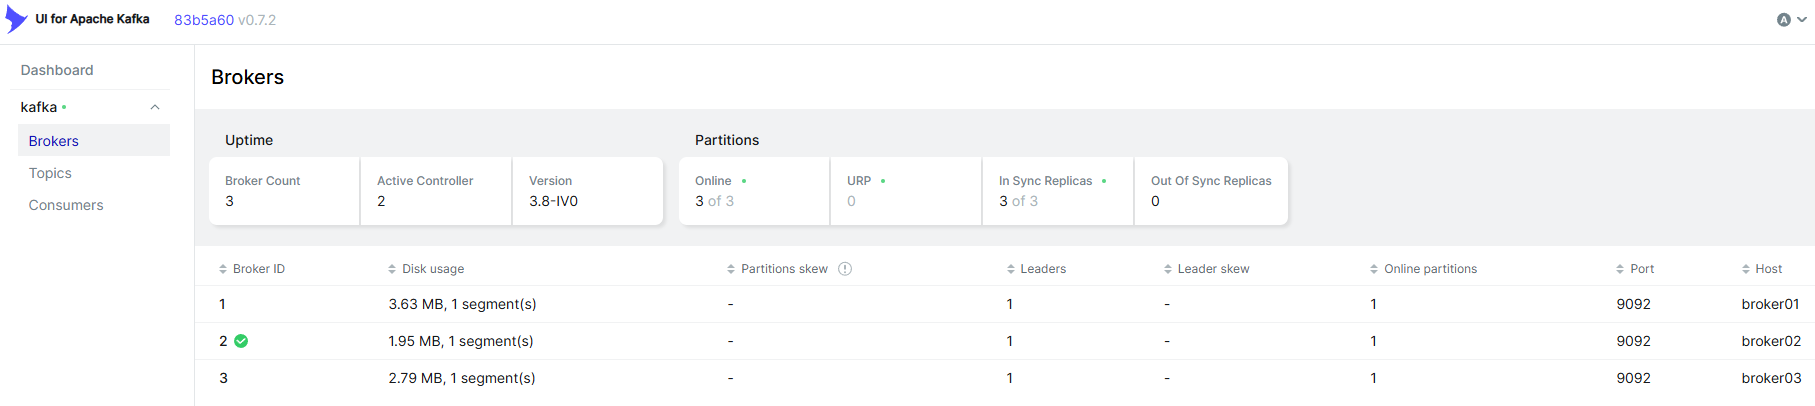 UI for Apache Kafka 83b5a60 v0.7.2 A
Dashboard
kafka
Brokers
Topics
Consumers
Brokers
Uptime
Broker Count Active Controller Version
3 2 3.8-IV0
Partitions
Online URP In Sync Replicas Out Of Sync Replicas
3 of 3 0 3 of 3 0
Broker ID Disk usage Partitions skew Leaders Leader skew Online partitions Port Host
1 3.63 MB, 1 segment(s) - 1 - 1 9092 broker01
2 1.95 MB, 1 segment(s) - 1 - 1 9092 broker02
3 2.79 MB, 1 segment(s) - 1 - 1 9092 broker03